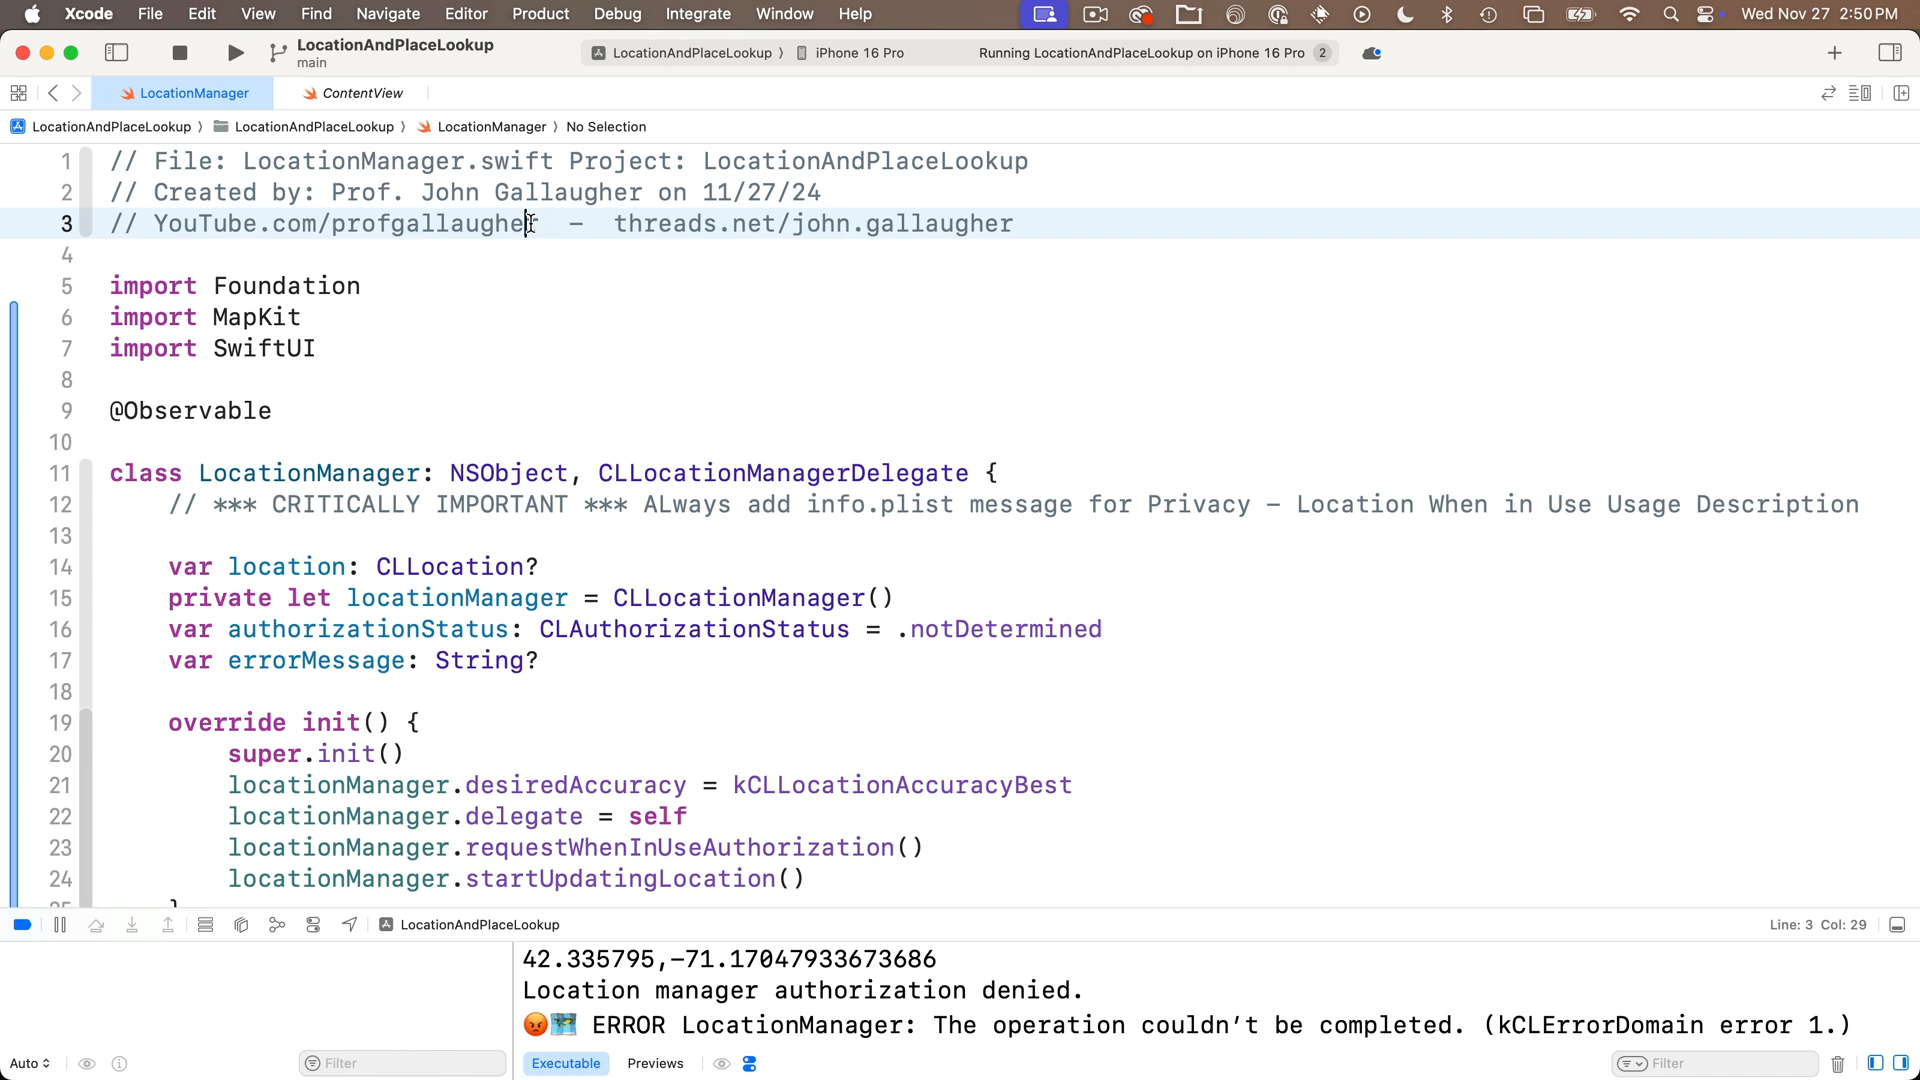 Xcode File Edit View Find Navigate Editor Product Debug Integrate Window Help Wed Nov 27 2:50 PM
LocationAndPlaceLookup
main
LocationAndPlaceLookup ⟩ iPhone 16 Pro Running LocationAndPlaceLookup on iPhone 16 Pro 2
LocationManager ContentView
LocationAndPlaceLookup ⟩ LocationAndPlaceLookup ⟩ LocationManager ⟩ No Selection
1 // File: LocationManager.swift Project: LocationAndPlaceLookup
2 // Created by: Prof. John Gallaugher on 11/27/24
3 // YouTube.com/profgallaugher – threads.net/john.gallaugher
4
5 import Foundation
6 import MapKit
7 import SwiftUI
8
9 @Observable
10
11 class LocationManager: NSObject, CLLocationManagerDelegate {
12 // *** CRITICALLY IMPORTANT *** ALways add info.plist message for Privacy – Location When in Use Usage Description
13
14 var location: CLLocation?
15 private let locationManager = CLLocationManager()
16 var authorizationStatus: CLAuthorizationStatus = .notDetermined
17 var errorMessage: String?
18
19 override init() {
20 super.init()
21 locationManager.desiredAccuracy = kCLLocationAccuracyBest
22 locationManager.delegate = self
23 locationManager.requestWhenInUseAuthorization()
24 locationManager.startUpdatingLocation()
25 }
LocationAndPlaceLookup Line: 3 Col: 29
42.335795,-71.17047933673686
Location manager authorization denied.
😡🗺️ ERROR LocationManager: The operation couldn’t be completed. (kCLErrorDomain error 1.)
Auto Filter Executable Previews Filter